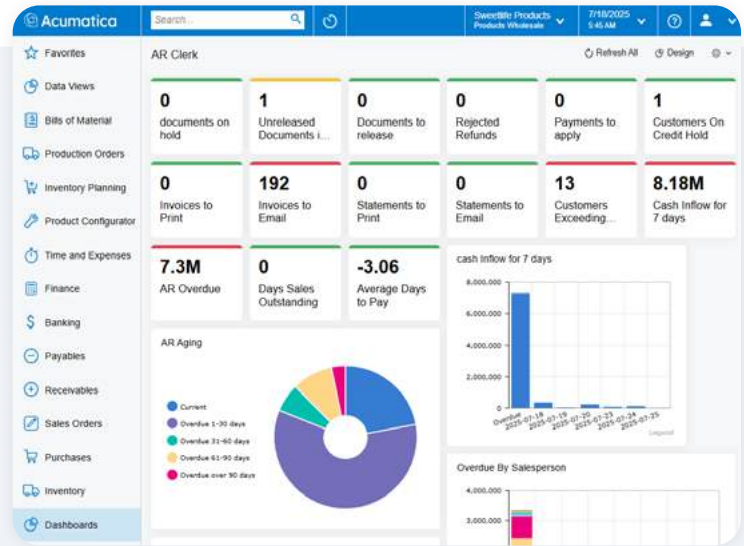 Acumatica
Search...
Sweetlife Products
Products Wholesale
7/18/2025
5:45 AM
Favorites
Data Views
Bills of Material
Production Orders
Inventory Planning
Product Configurator
Time and Expenses
Finance
Banking
Payables
Receivables
Sales Orders
Purchases
Inventory
Dashboards
AR Clerk
Refresh All
Design
0
documents on
hold
1
Unreleased
Documents i...
0
Documents to
release
0
Rejected
Refunds
0
Payments to
apply
1
Customers On
Credit Hold
0
Invoices to
Print
192
Invoices to
Email
0
Statements to
Print
0
Statements to
Email
13
Customers
Exceeding...
8.18M
Cash Inflow for
7 days
7.3M
AR Overdue
0
Days Sales
Outstanding
-3.06
Average Days
to Pay
cash Inflow for 7 days
8,000,000
6,000,000
4,000,000
2,000,000
0
Overdue
2025-07-18
2025-07-19
2025-07-20
2025-07-23
2025-07-24
2025-07-25
Legend
AR Aging
Current
Overdue 1-30 days
Overdue 31-60 days
Overdue 61-90 days
Overdue over 90 days
Overdue By Salesperson
4,000,000
3,000,000